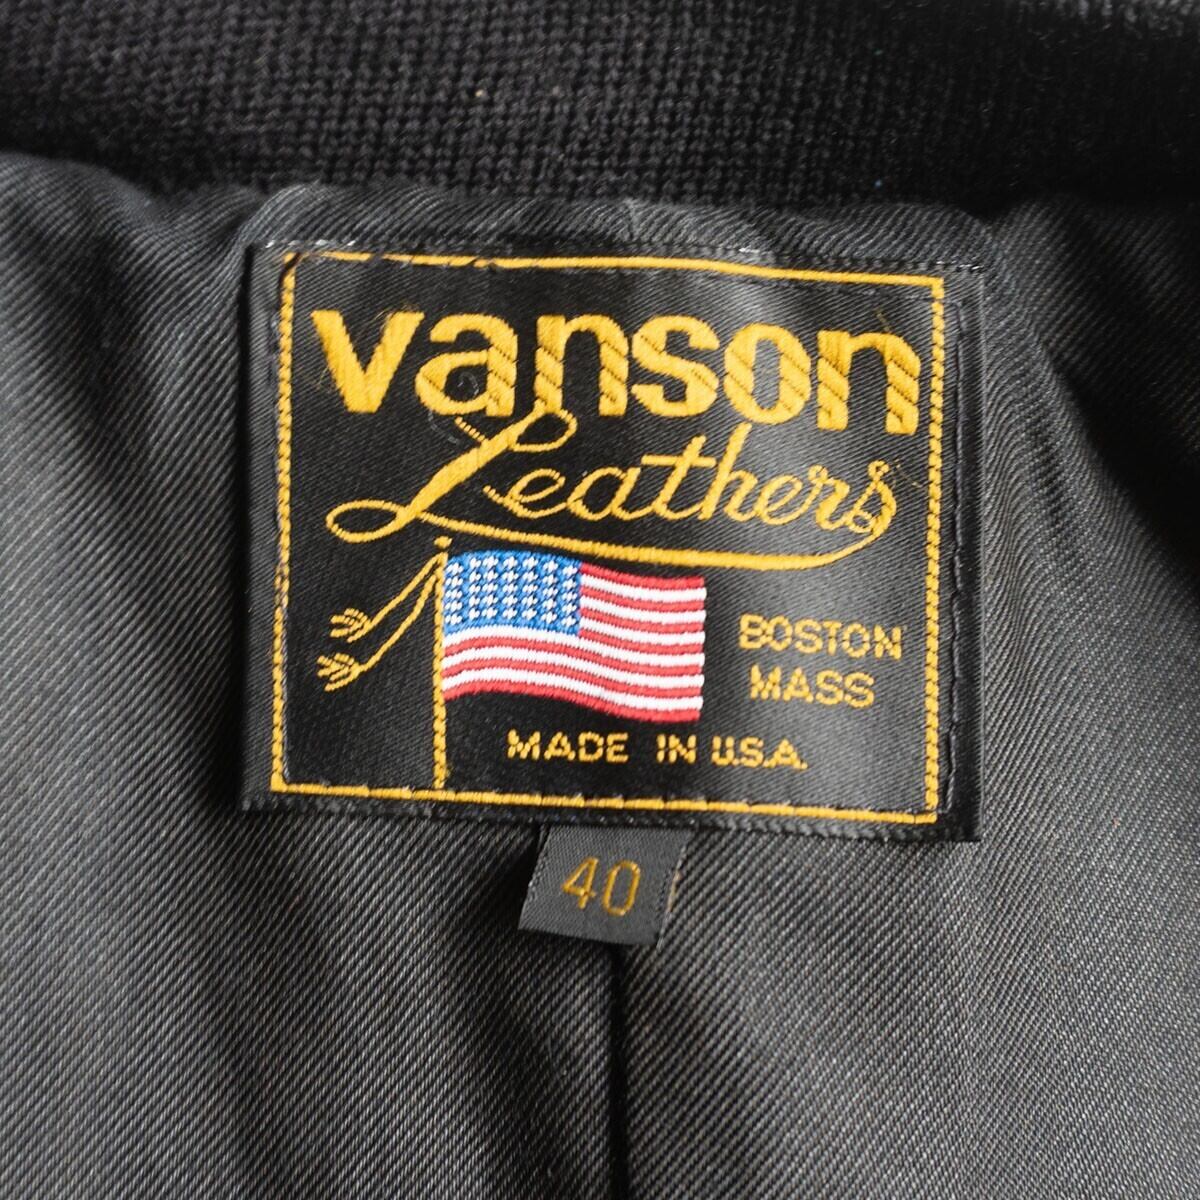 vanson
Leathers
BOSTON
MASS
MADE IN U.S.A.
40